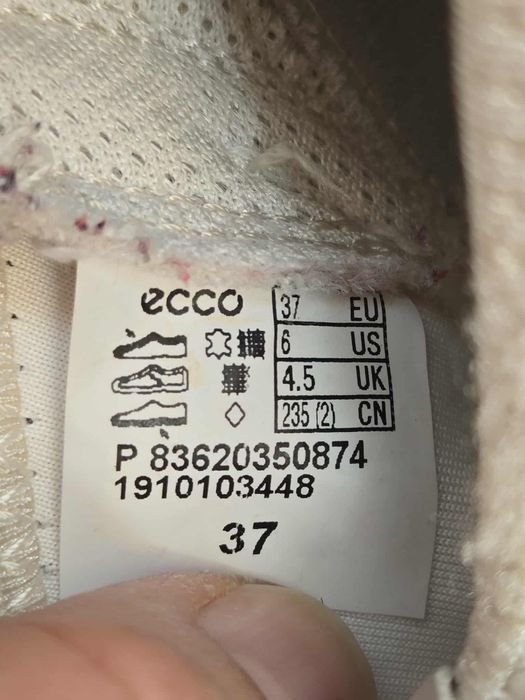 ecco
37 EU
6 US
4.5 UK
235 (2) CN
P 83620350874
1910103448
37